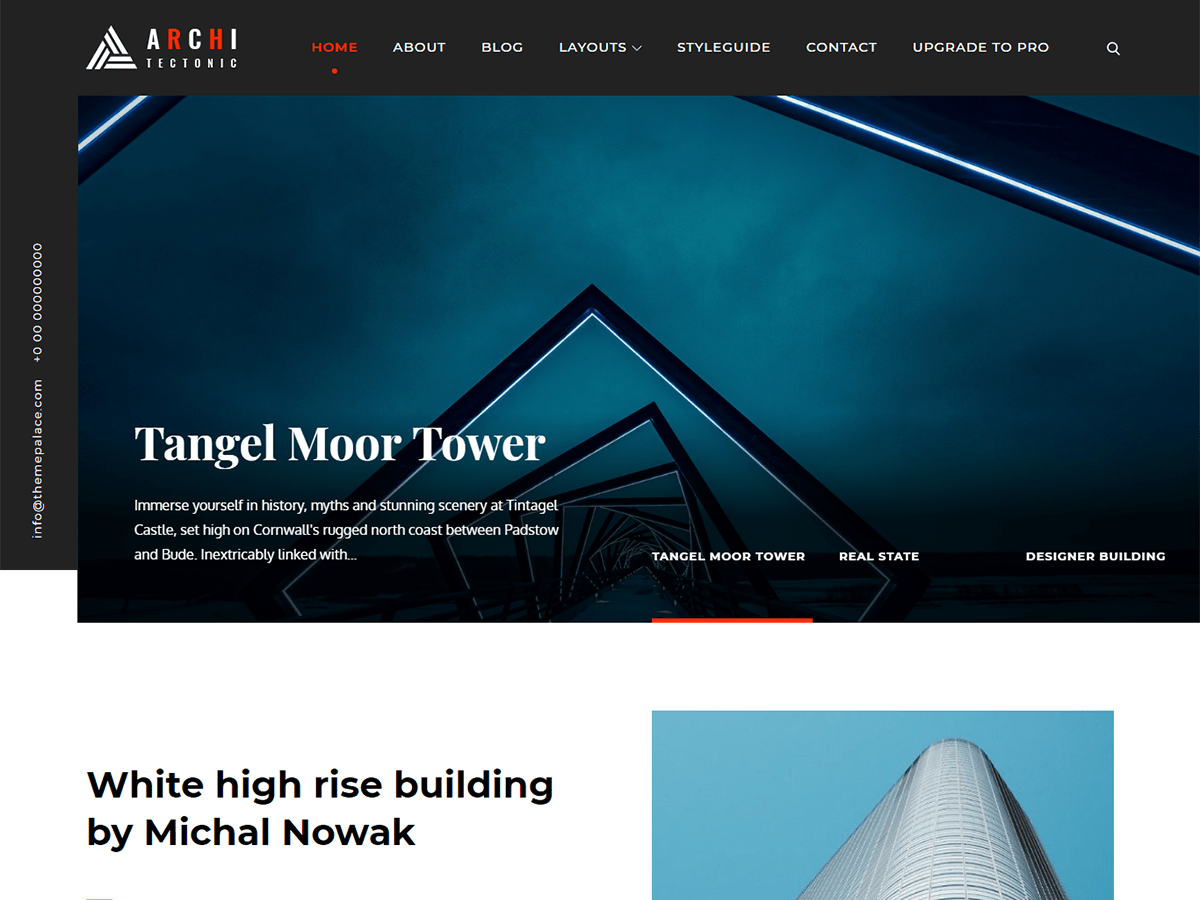 ARCHI
TECTONIC
HOME
ABOUT
BLOG
LAYOUTS
STYLEGUIDE
CONTACT
UPGRADE TO PRO
info@themepalace.com +0 00 000000000
Tangel Moor Tower
Immerse yourself in history, myths and stunning scenery at Tintagel
Castle, set high on Cornwall's rugged north coast between Padstow
and Bude. Inextricably linked with...
TANGEL MOOR TOWER
REAL STATE
DESIGNER BUILDING
White high rise building
by Michal Nowak